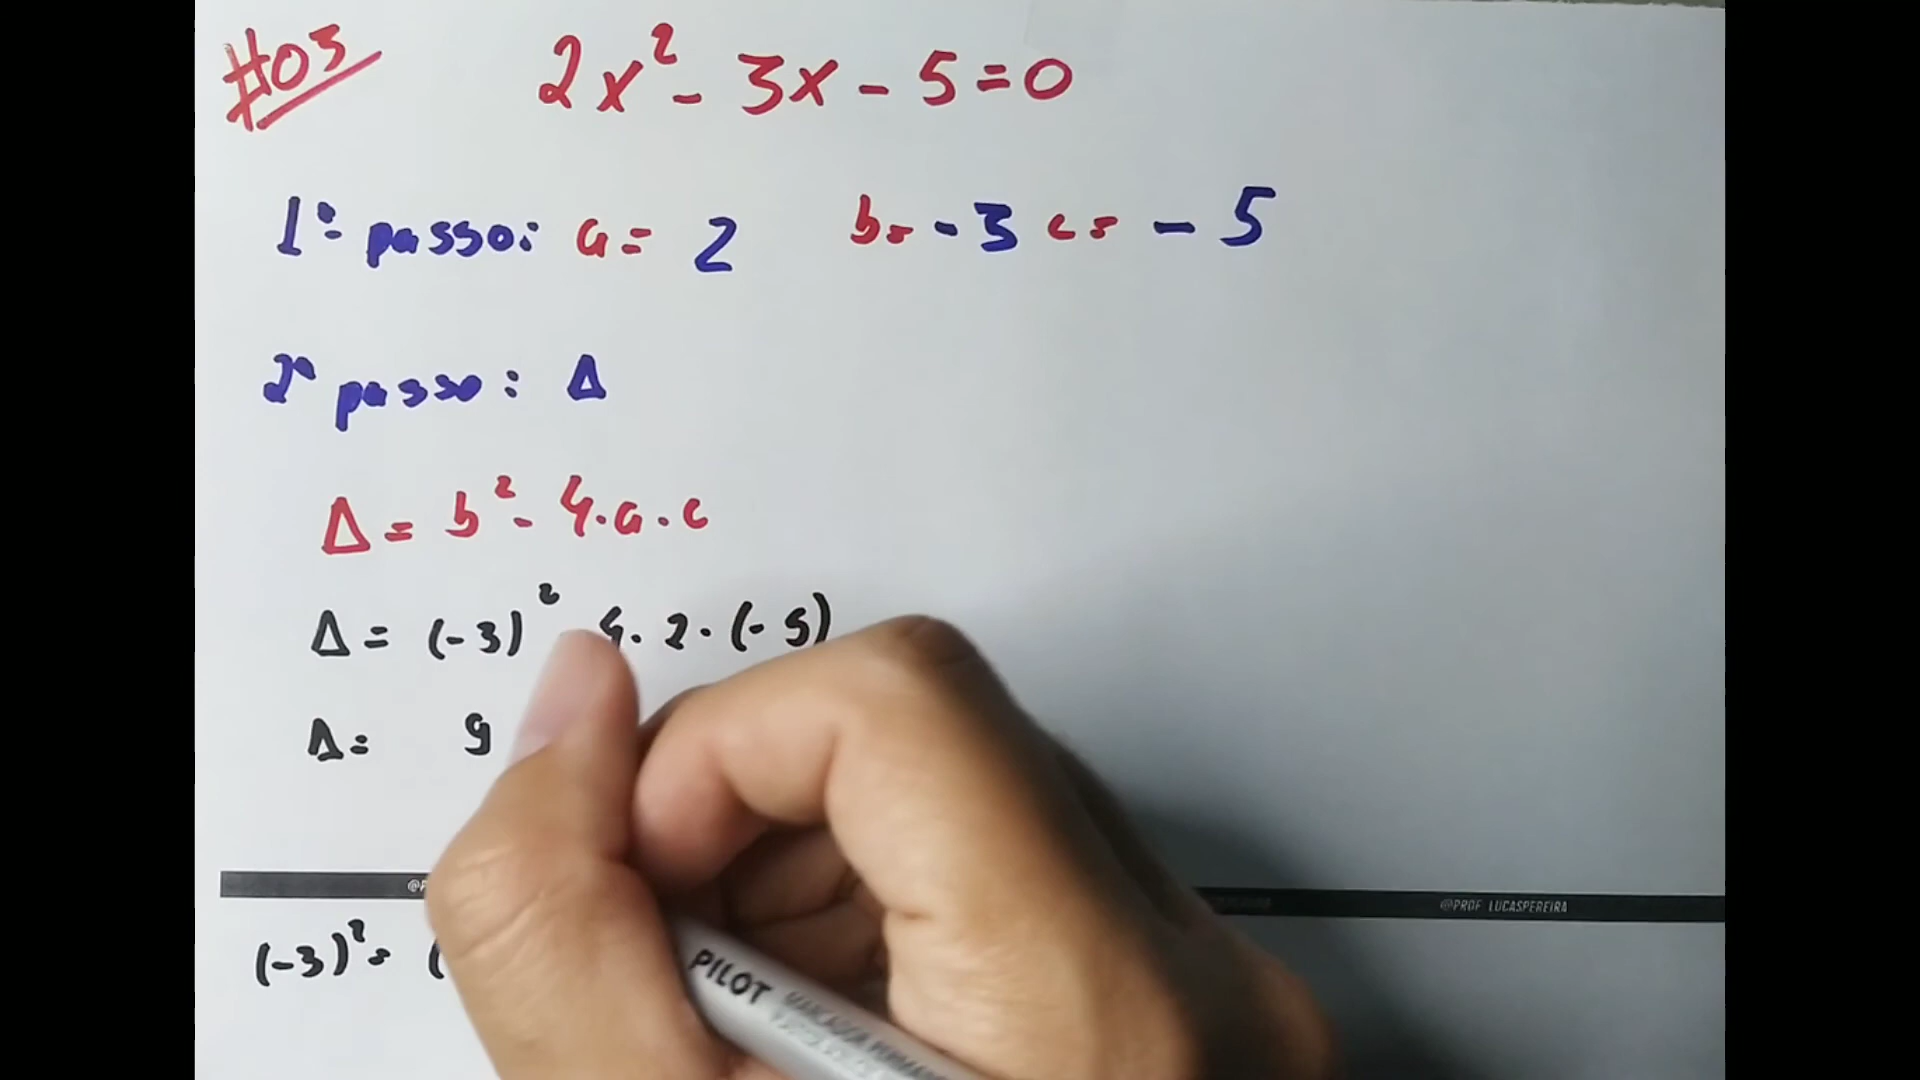 #03 2x² - 3x - 5 = 0
1º passo: a = 2 b = - 3 c = - 5
2º passo: Δ
Δ = b² - 4.a.c
Δ = (-3)² 4. 2. (- 5)
Δ = 9
@PROF LUCASPEREIRA
(-3)² = (
PILOT